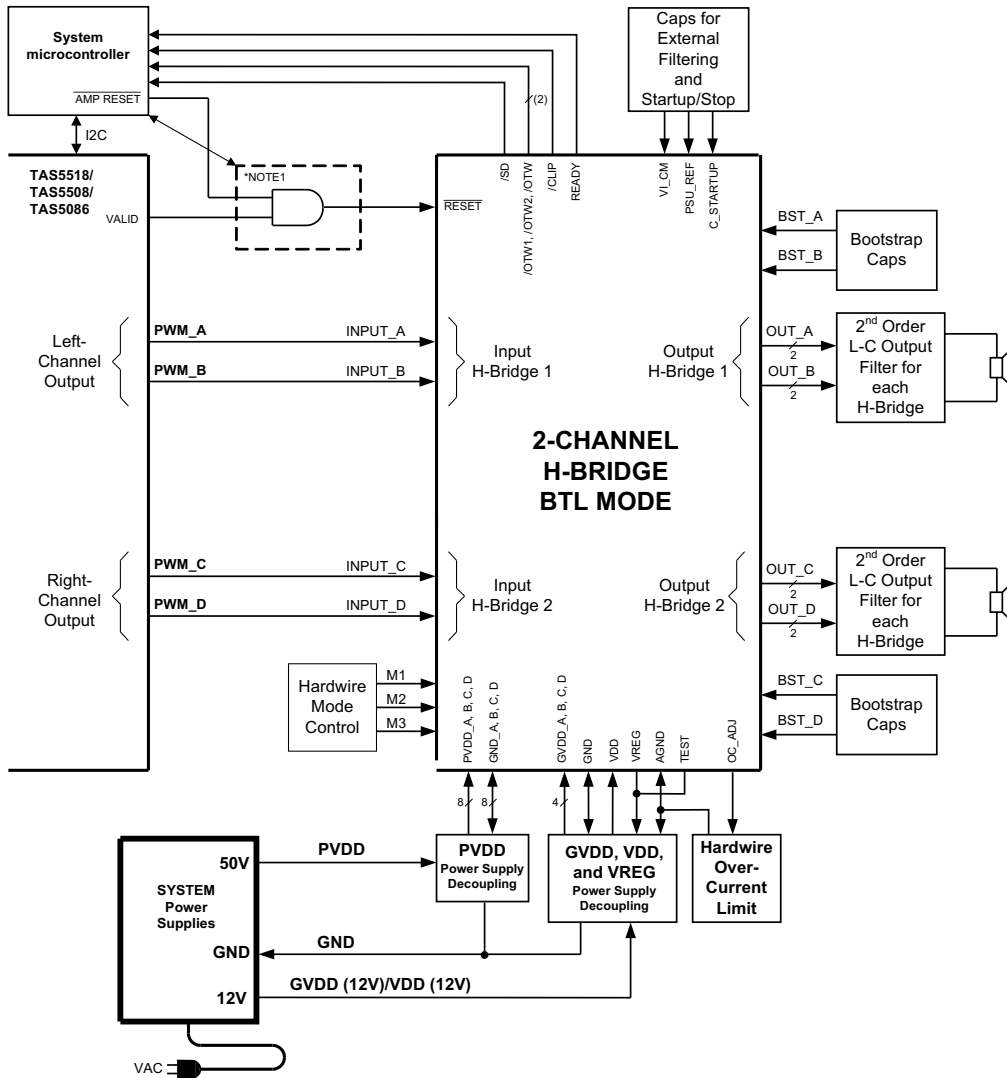 System
microcontroller
AMP RESET
I2C
TAS5518/
TAS5508/
TAS5086
VALID
*NOTE1
RESET
/SD
/OTW1, /OTW2, /OTW
(2)
/CLIP
READY
Caps for
External
Filtering
and
Startup/Stop
VI_CM
PSU_REF
C_STARTUP
BST_A
BST_B
Bootstrap
Caps
Left-
Channel
Output
PWM_A
PWM_B
INPUT_A
INPUT_B
Input
H-Bridge 1
Output
H-Bridge 1
OUT_A
2
OUT_B
2
2nd Order
L-C Output
Filter for
each
H-Bridge
2-CHANNEL
H-BRIDGE
BTL MODE
Right-
Channel
Output
PWM_C
PWM_D
INPUT_C
INPUT_D
Input
H-Bridge 2
Output
H-Bridge 2
OUT_C
2
OUT_D
2
2nd Order
L-C Output
Filter for
each
H-Bridge
Hardwire
Mode
Control
M1
M2
M3
PVDD_A, B, C, D
GND_A, B, C, D
GVDD_A, B, C, D
GND
VDD
VREG
AGND
TEST
OC_ADJ
BST_C
BST_D
Bootstrap
Caps
8
8
4
50V
SYSTEM
Power
Supplies
GND
12V
PVDD
PVDD
Power Supply
Decoupling
GVDD, VDD,
and VREG
Power Supply
Decoupling
Hardwire
Over-
Current
Limit
GND
GVDD (12V)/VDD (12V)
VAC